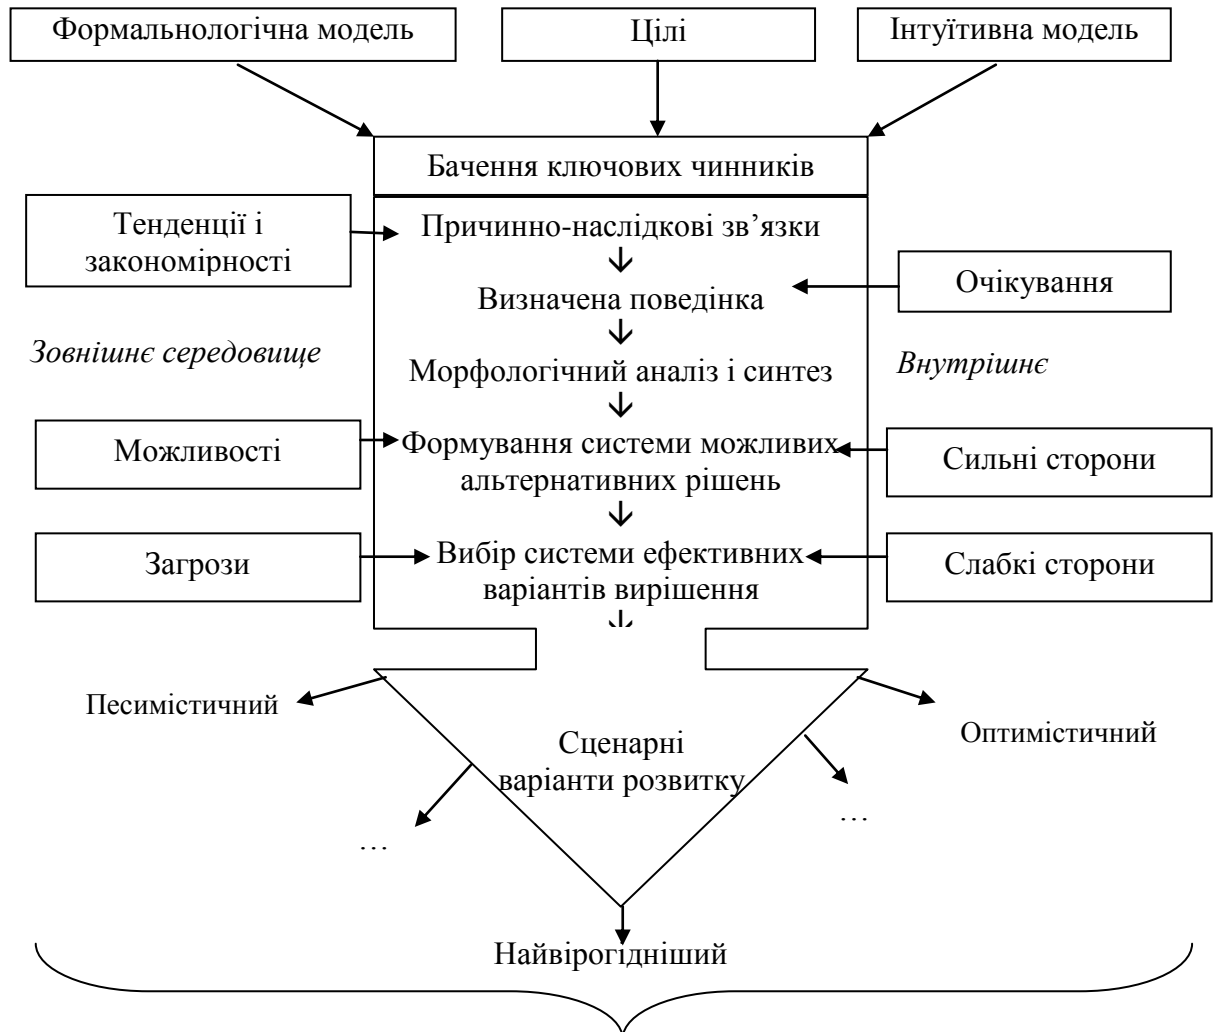 Формальнологічна модель
Цілі
Інтуїтивна модель
Бачення ключових чинників
Тенденції і
закономірності
Причинно-наслідкові зв’язки
Визначена поведінка
Очікування
Зовнішнє середовище
Морфологічний аналіз і синтез
Внутрішнє
Можливості
Формування системи можливих
альтернативних рішень
Сильні сторони
Загрози
Вибір системи ефективних
варіантів вирішення
Слабкі сторони
Песимістичний
Оптимістичний
Сценарні
варіанти розвитку
…
…
Найвірогідніший